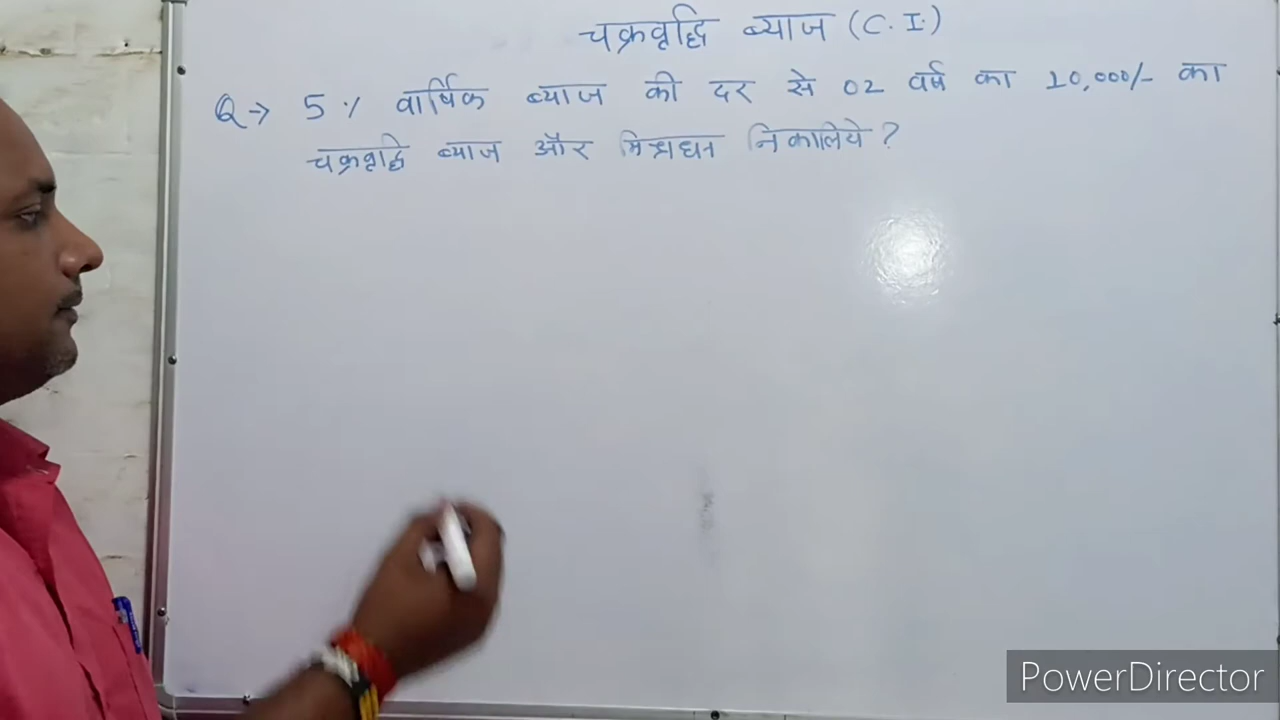 चक्रवृद्धि ब्याज (C.I.)
Q→ 5% वार्षिक ब्याज की दर से 02 वर्ष का 10,000/- का
चक्रवृद्धि ब्याज और मिश्रधन निकालिये?
PowerDirector